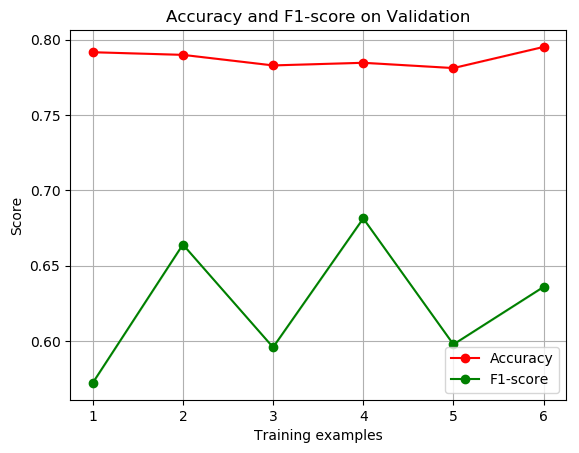 Accuracy and F1-score on Validation
Score
0.80
0.75
0.70
0.65
0.60
1 2 3 4 5 6
Training examples
Accuracy
F1-score